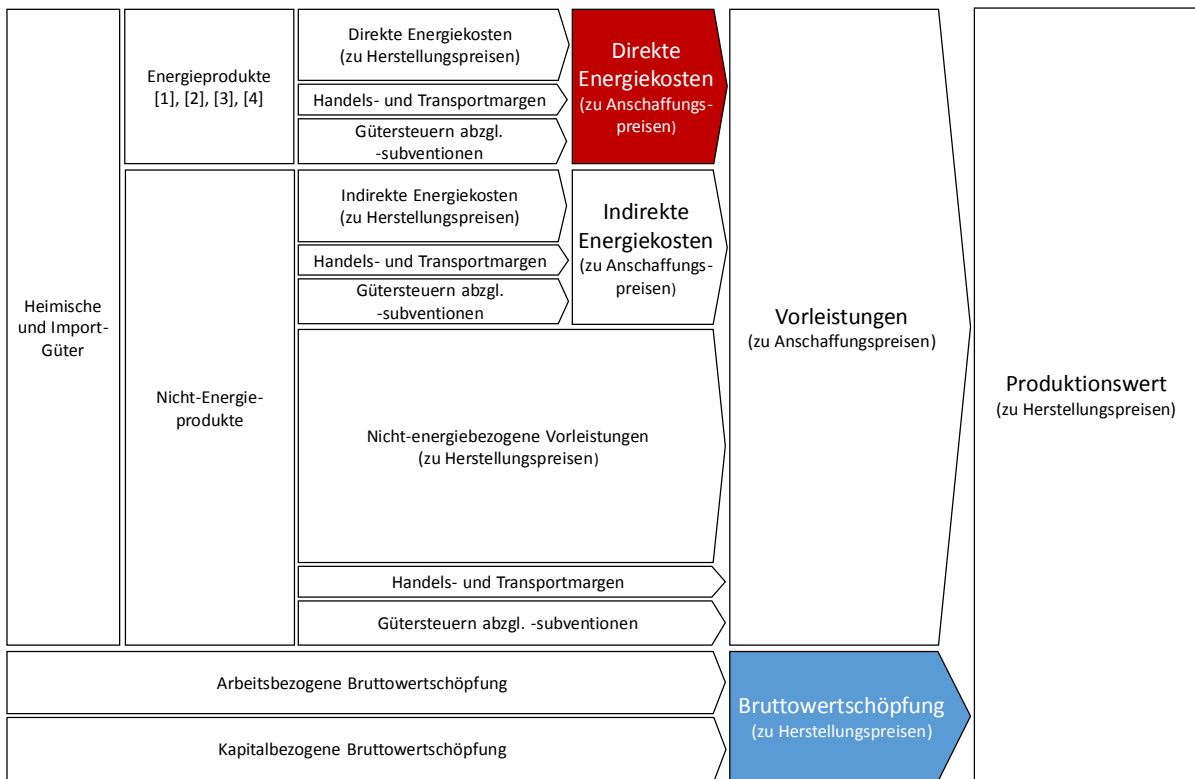 Heimische
und Import-
Güter
Energieprodukte
[1], [2], [3], [4]
Direkte Energiekosten
(zu Herstellungspreisen)
Handels- und Transportmargen
Gütersteuern abzgl.
-subventionen
Direkte
Energiekosten
(zu Anschaffungs-
preisen)
Nicht-Energie-
produkte
Indirekte Energiekosten
(zu Herstellungspreisen)
Handels- und Transportmargen
Gütersteuern abzgl.
-subventionen
Indirekte
Energiekosten
(zu Anschaffungs-
preisen)
Nicht-energiebezogene Vorleistungen
(zu Herstellungspreisen)
Handels- und Transportmargen
Gütersteuern abzgl. -subventionen
Vorleistungen
(zu Anschaffungspreisen)
Arbeitsbezogene Bruttowertschöpfung
Kapitalbezogene Bruttowertschöpfung
Bruttowertschöpfung
(zu Herstellungspreisen)
Produktionswert
(zu Herstellungspreisen)